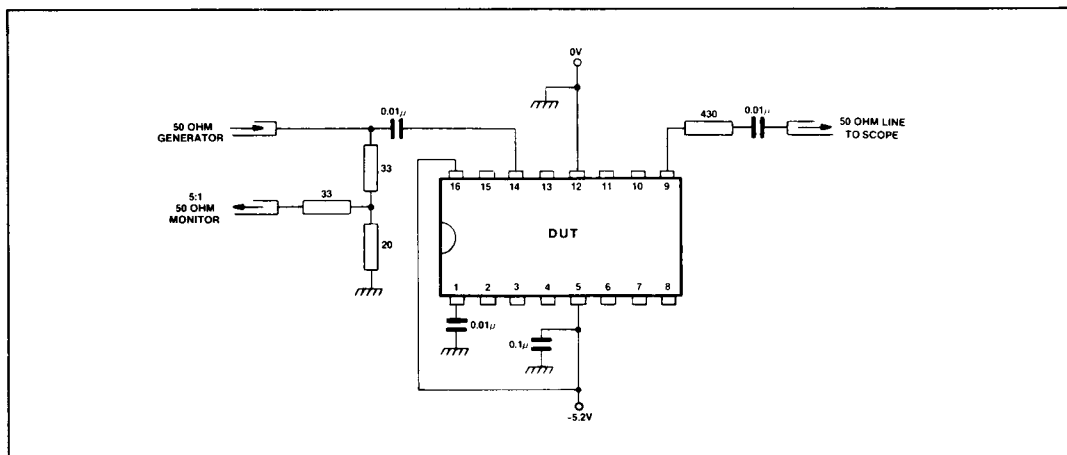 0V
0.01μ
430
0.01μ
50 OHM
GENERATOR
50 OHM LINE
TO SCOPE
33
16 15 14 13 12 11 10 9
5:1
50 OHM
MONITOR
33
20
DUT
1 2 3 4 5 6 7 8
0.01μ
0.1μ
-5.2V